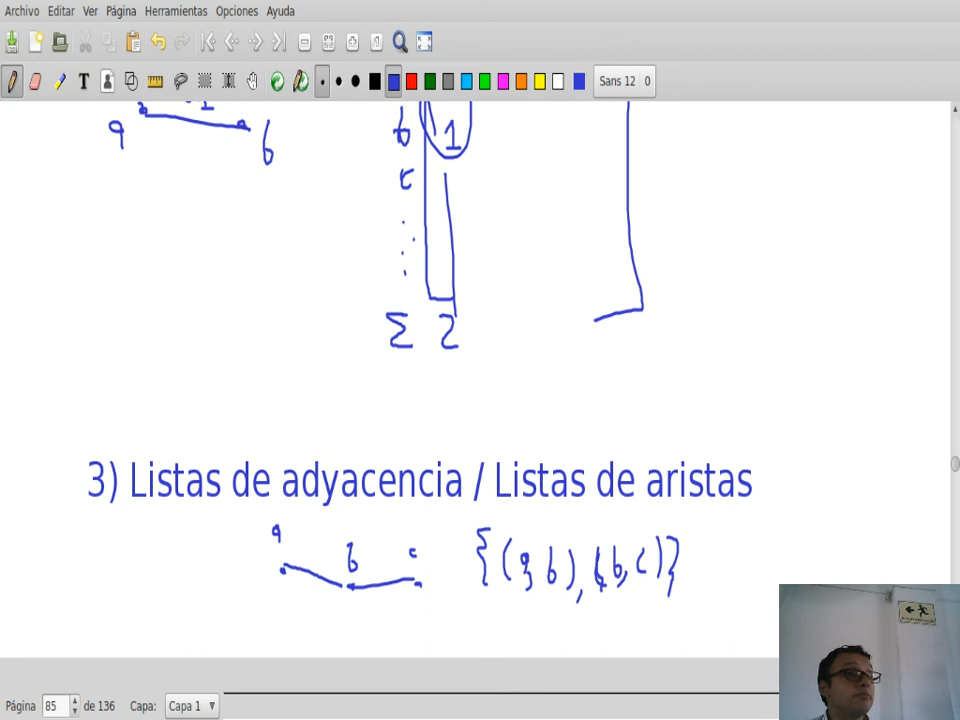 Archivo Editar Ver Página Herramientas Opciones Ayuda
Sans 12 0
1
a b
b 1
c
Σ 2
3) Listas de adyacencia / Listas de aristas
a b c {(a, b), (b, c)}
Página 85 de 136 Capa: Capa 1